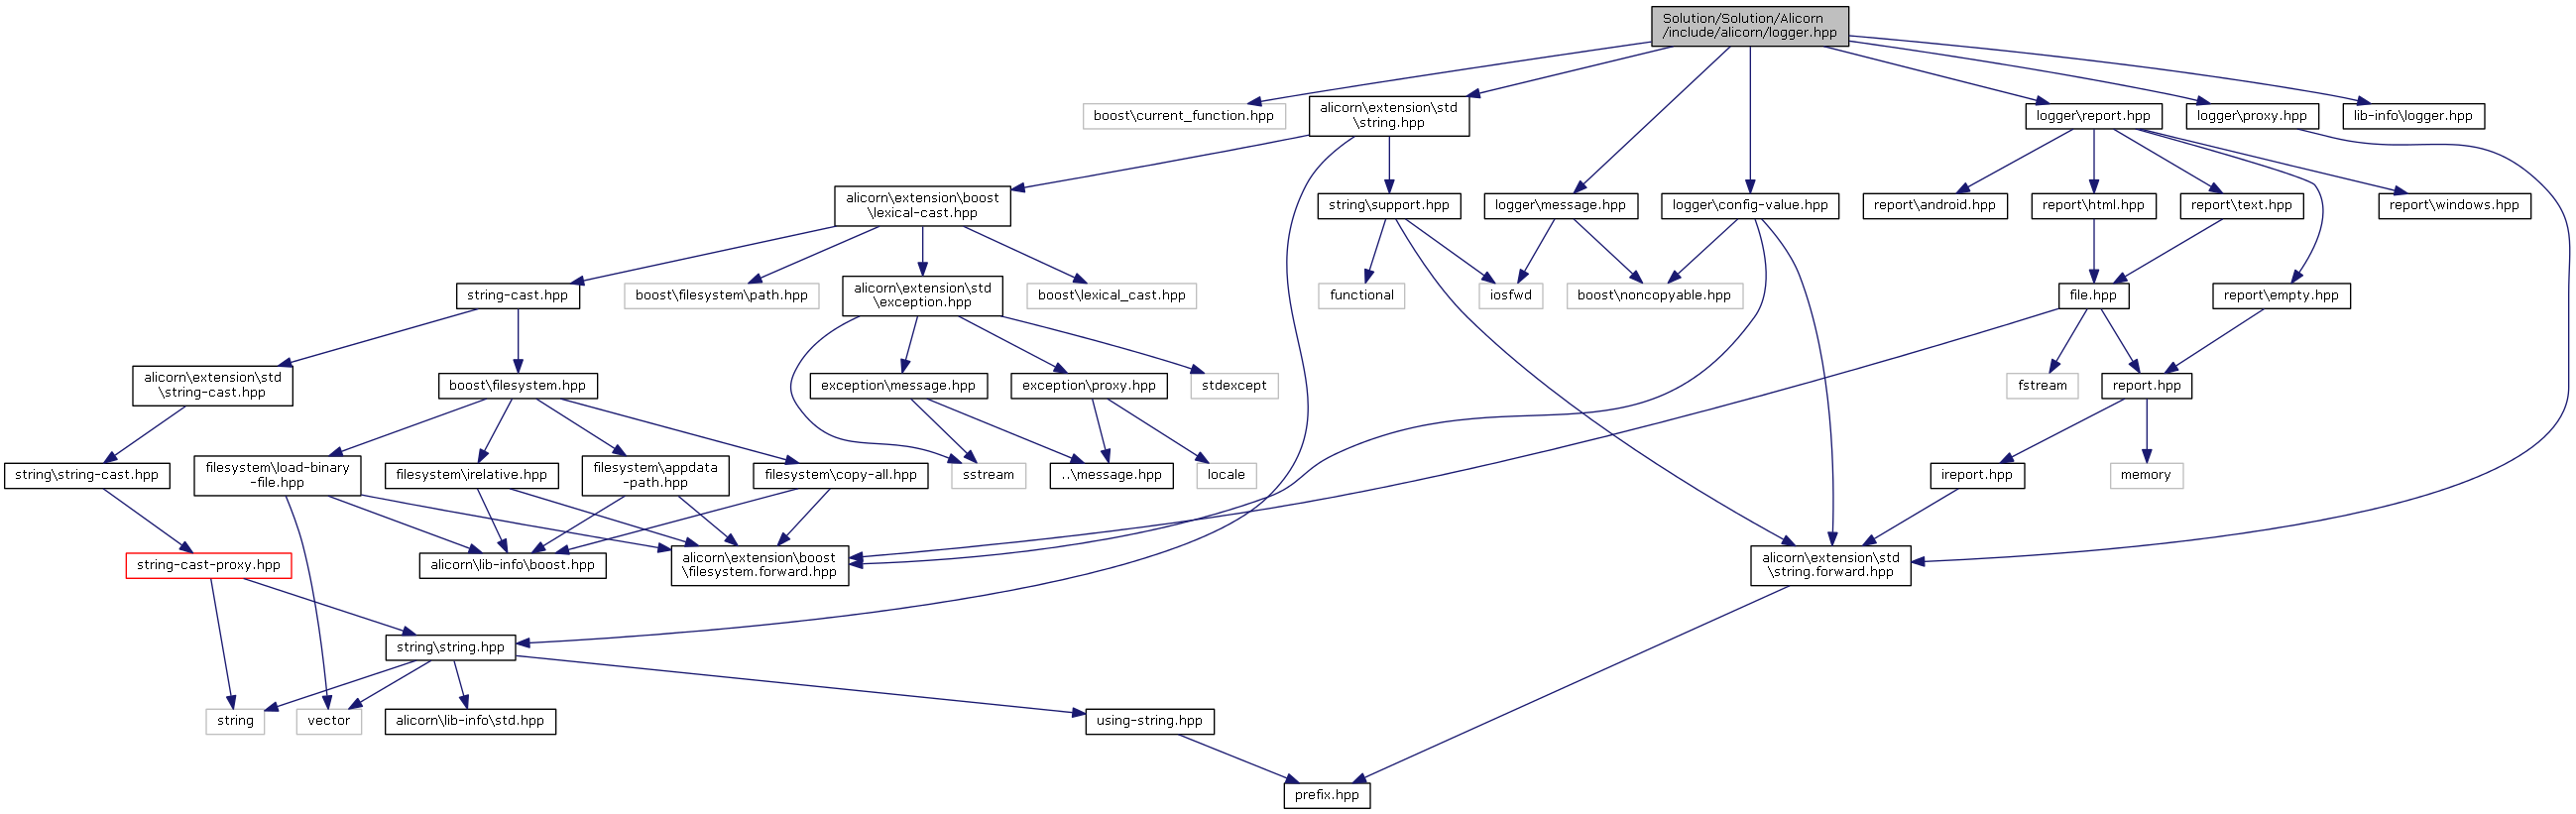 Solution/Solution/Alicorn
/include/alicorn/logger.hpp
boost\current_function.hpp
alicorn\extension\std
\string.hpp
logger\report.hpp
logger\proxy.hpp
lib-info\logger.hpp
alicorn\extension\boost
\lexical-cast.hpp
string\support.hpp
logger\message.hpp
logger\config-value.hpp
report\android.hpp
report\html.hpp
report\text.hpp
report\windows.hpp
string-cast.hpp
boost\filesystem\path.hpp
alicorn\extension\std
\exception.hpp
boost\lexical_cast.hpp
functional
iosfwd
boost\noncopyable.hpp
file.hpp
report\empty.hpp
alicorn\extension\std
\string-cast.hpp
boost\filesystem.hpp
exception\message.hpp
exception\proxy.hpp
stdexcept
fstream
report.hpp
string\string-cast.hpp
filesystem\load-binary
-file.hpp
filesystem\irelative.hpp
filesystem\appdata
-path.hpp
filesystem\copy-all.hpp
sstream
..\message.hpp
locale
ireport.hpp
memory
string-cast-proxy.hpp
alicorn\lib-info\boost.hpp
alicorn\extension\boost
\filesystem.forward.hpp
alicorn\extension\std
\string.forward.hpp
string\string.hpp
string
vector
alicorn\lib-info\std.hpp
using-string.hpp
prefix.hpp